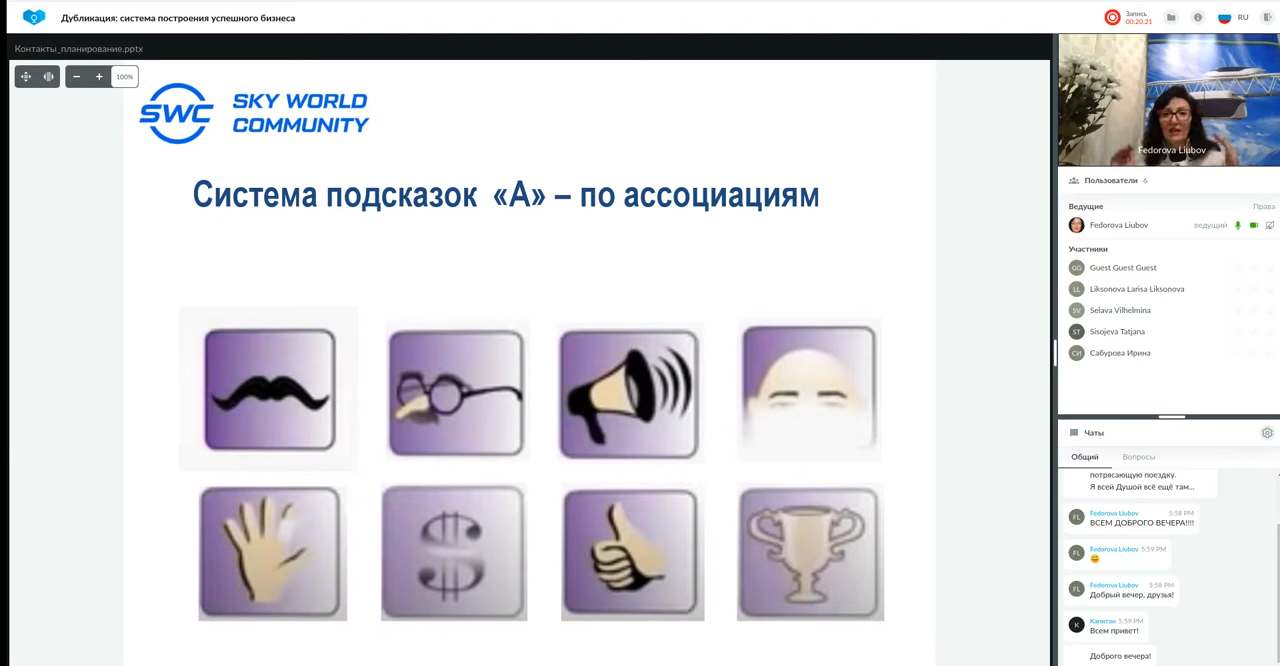 Дубликация: система построения успешного бизнеса
Запись
00:20:21
RU
Контакты_планирование.pptx
100%
SWC
SKY WORLD
COMMUNITY
Система подсказок «А» – по ассоциациям
Fedorova Liubov
Пользователи 6
Ведущие Права
Fedorova Liubov ведущий
Участники
GG Guest Guest Guest
LL Liksonova Larisa Liksonova
SV Selava Vilhelmina
ST Sisojeva Tatjana
СИ Сабурова Ирина
Чаты
Общий Вопросы
потрясающую поездку.
Я всей Душой всё ещё там...
FL Fedorova Liubov 5:58 PM
ВСЕМ ДОБРОГО ВЕЧЕРА!!!!
FL Fedorova Liubov 5:59 PM
FL Fedorova Liubov 5:58 PM
Добрый вечер, друзья!
К Капитан 5:59 PM
Всем привет!
Доброго вечера!